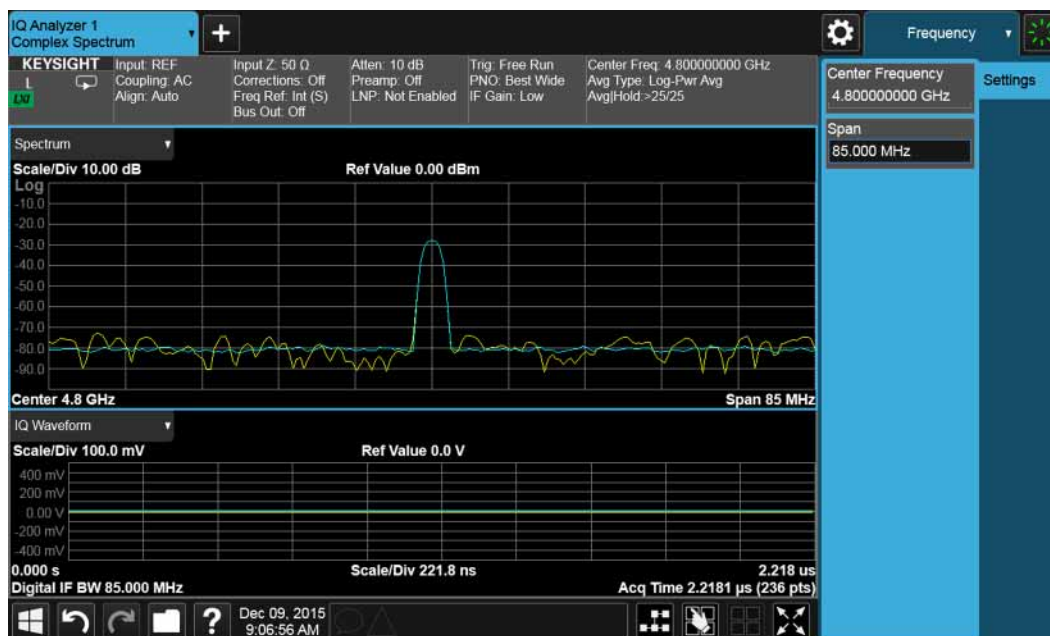 IQ Analyzer 1
Complex Spectrum
+
Frequency
KEYSIGHT
L
LXI
Input: REF
Coupling: AC
Align: Auto
Input Z: 50 Ω
Corrections: Off
Freq Ref: Int (S)
Bus Out: Off
Atten: 10 dB
Preamp: Off
LNP: Not Enabled
Trig: Free Run
PNO: Best Wide
IF Gain: Low
Center Freq: 4.800000000 GHz
Avg Type: Log-Pwr Avg
Avg|Hold:>25/25
Center Frequency
4.800000000 GHz
Settings
Span
85.000 MHz
Spectrum
Scale/Div 10.00 dB
Ref Value 0.00 dBm
Log
-10.0
-20.0
-30.0
-40.0
-50.0
-60.0
-70.0
-80.0
-90.0
Center 4.8 GHz
Span 85 MHz
IQ Waveform
Scale/Div 100.0 mV
Ref Value 0.0 V
400 mV
200 mV
0.00 V
-200 mV
-400 mV
0.000 s
Scale/Div 221.8 ns
2.218 us
Digital IF BW 85.000 MHz
Acq Time 2.2181 µs (236 pts)
?
Dec 09, 2015
9:06:56 AM